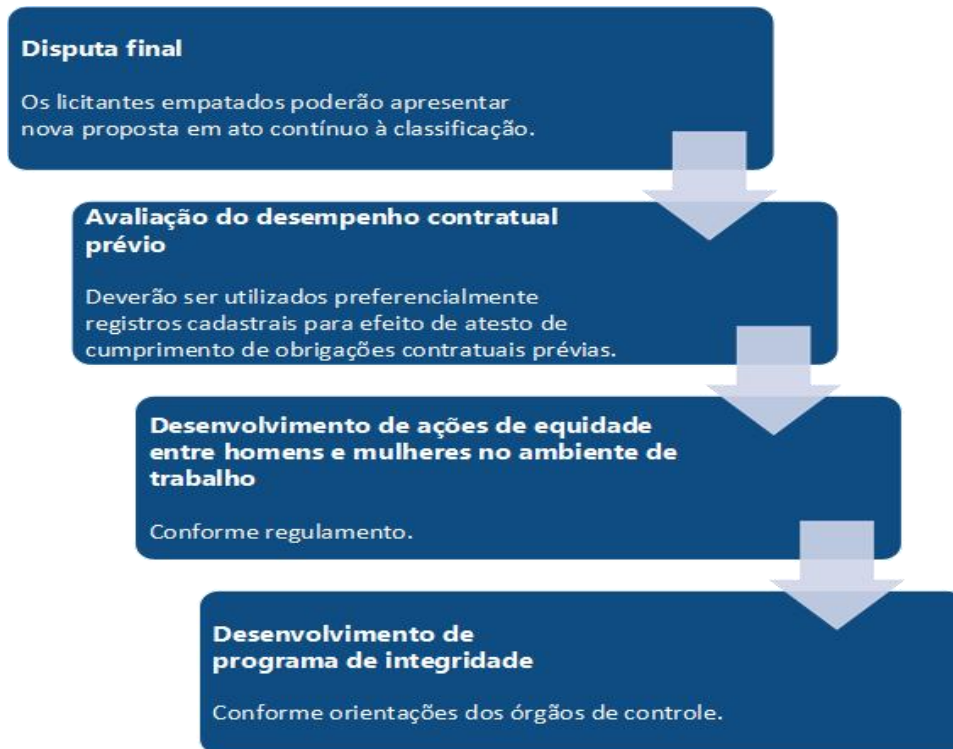 Disputa final
Os licitantes empatados poderão apresentar
nova proposta em ato contínuo à classificação.
Avaliação do desempenho contratual
prévio
Deverão ser utilizados preferencialmente
registros cadastrais para efeito de atesto de
cumprimento de obrigações contratuais prévias.
Desenvolvimento de ações de equidade
entre homens e mulheres no ambiente de
trabalho
Conforme regulamento.
Desenvolvimento de
programa de integridade
Conforme orientações dos órgãos de controle.